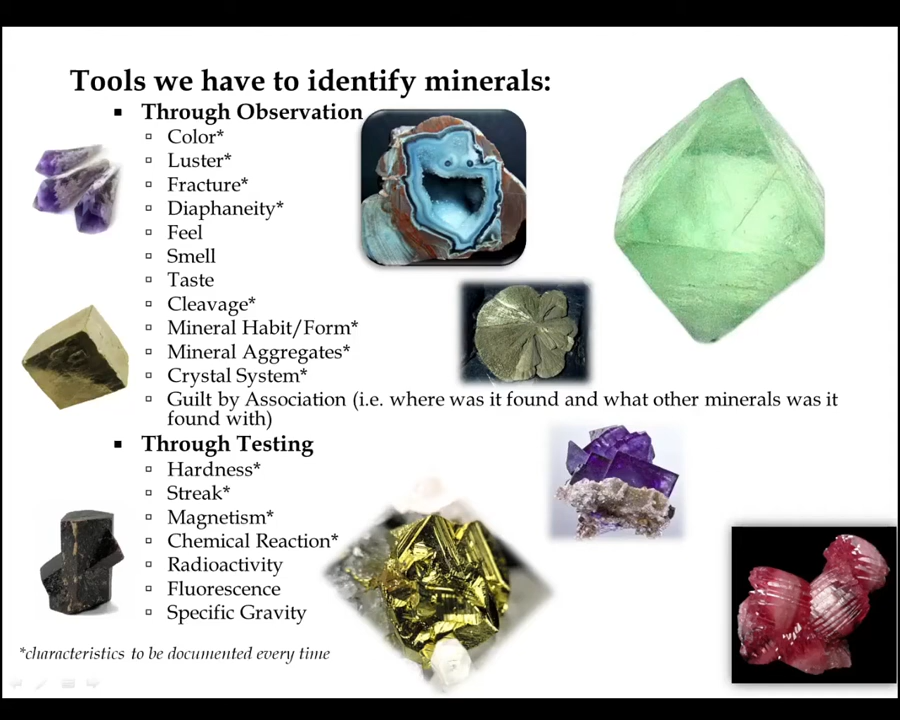 Tools we have to identify minerals:
Through Observation
Color*
Luster*
Fracture*
Diaphaneity*
Feel
Smell
Taste
Cleavage*
Mineral Habit/Form*
Mineral Aggregates*
Crystal System*
Guilt by Association (i.e. where was it found and what other minerals was it
found with)
Through Testing
Hardness*
Streak*
Magnetism*
Chemical Reaction*
Radioactivity
Fluorescence
Specific Gravity
*characteristics to be documented every time